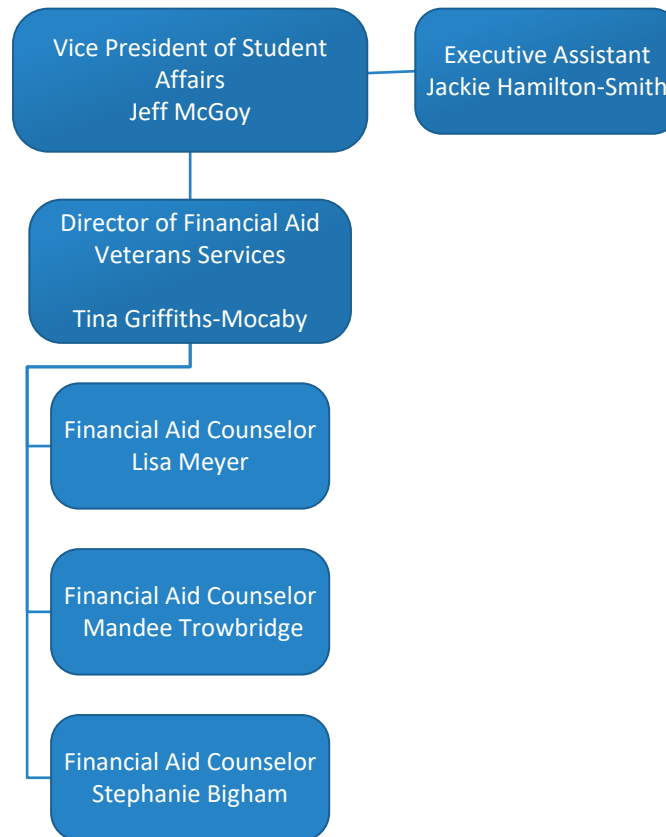 Vice President of Student
Affairs
Jeff McGoy
Executive Assistant
Jackie Hamilton-Smith
Director of Financial Aid
Veterans Services
Tina Griffiths-Mocaby
Financial Aid Counselor
Lisa Meyer
Financial Aid Counselor
Mandee Trowbridge
Financial Aid Counselor
Stephanie Bigham